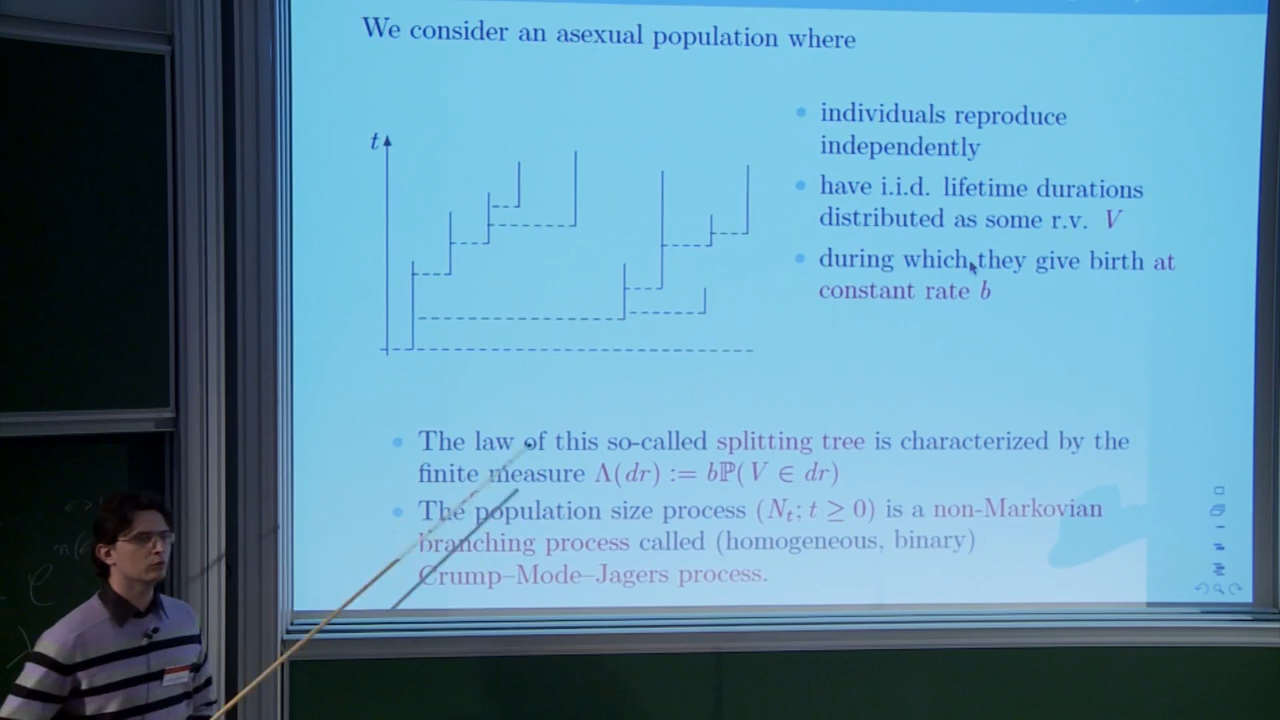 We consider an asexual population where
t
individuals reproduce
independently
have i.i.d. lifetime durations
distributed as some r.v. V
during which they give birth at
constant rate b
The law of this so-called splitting tree is characterized by the
finite measure Λ(dr) := bℙ(V ∈ dr)
The population size process (N_t; t ≥ 0) is a non-Markovian
branching process called (homogeneous, binary)
Crump–Mode–Jagers process.